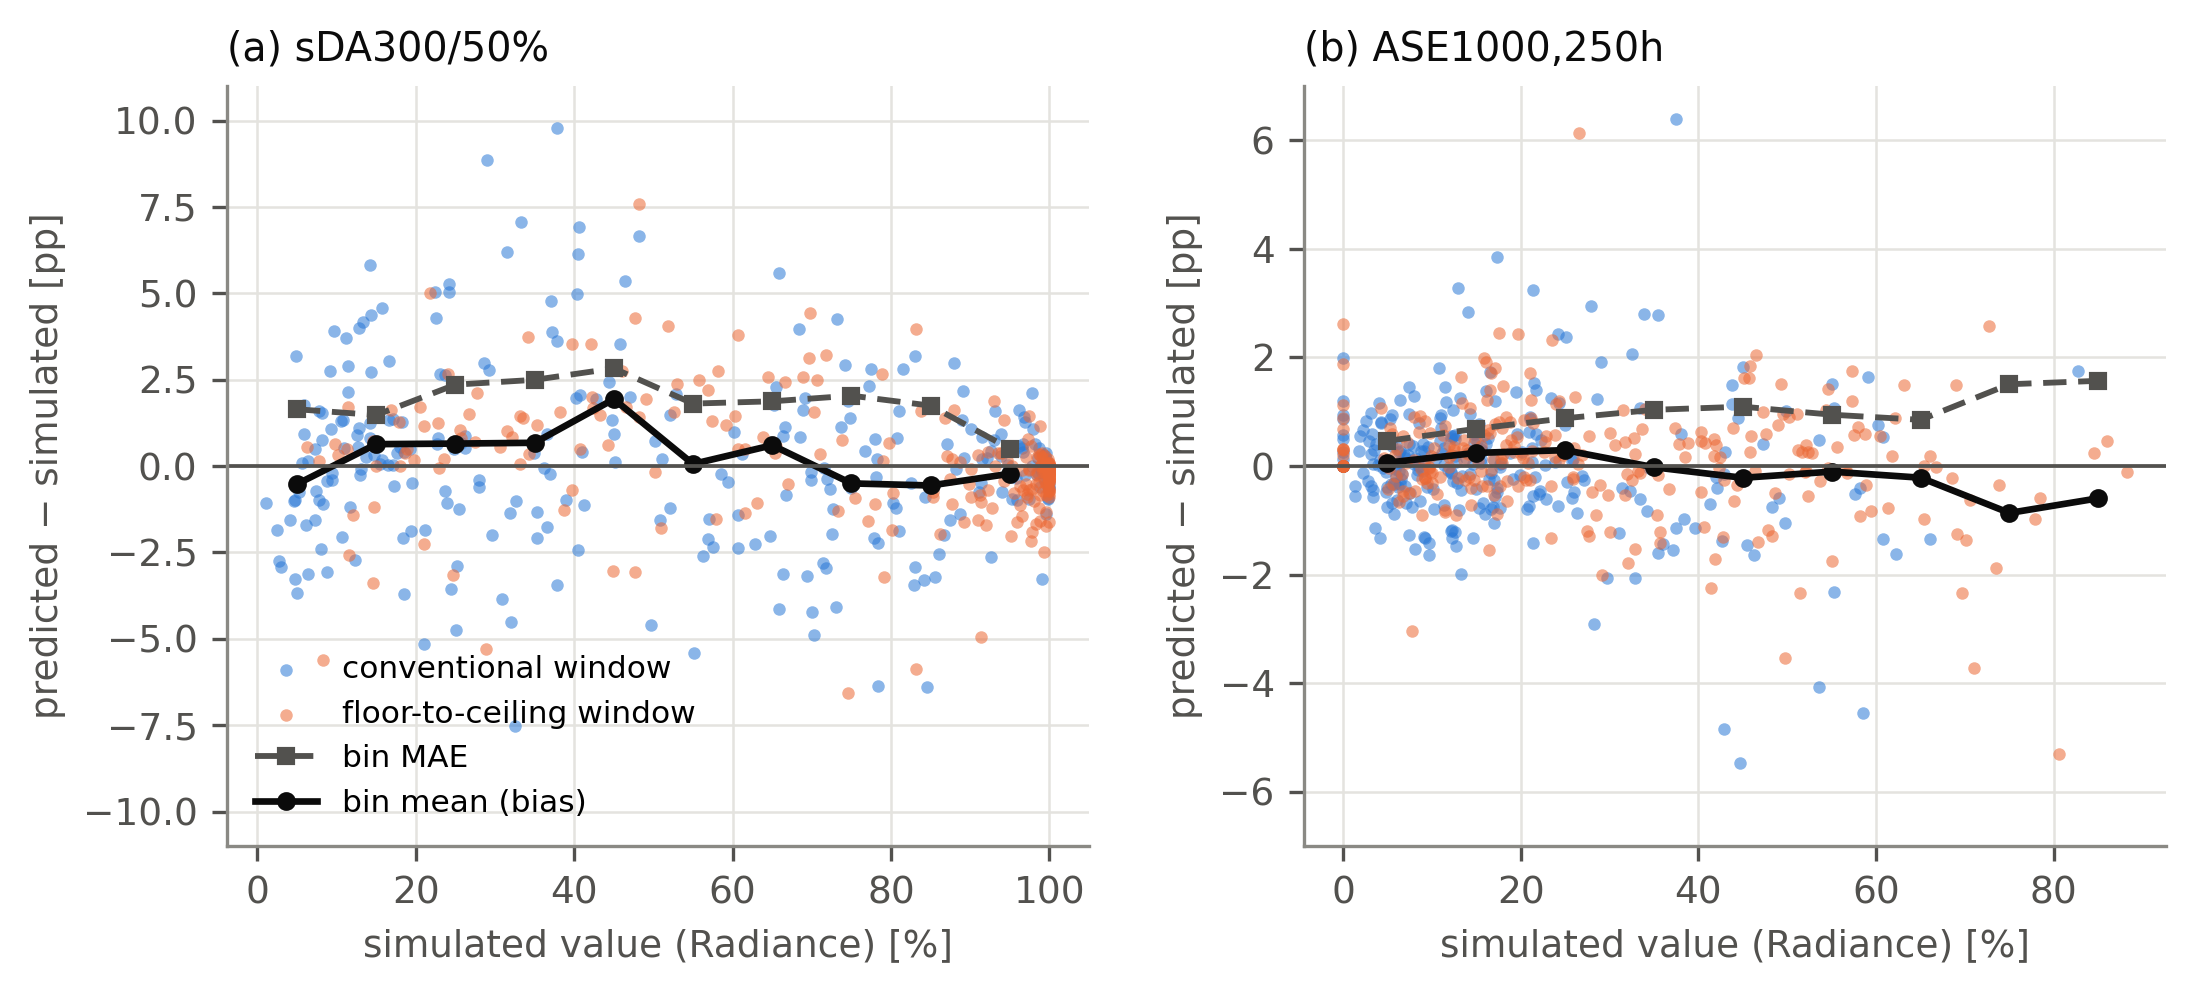 (a) sDA300/50%
10.0
7.5
5.0
2.5
0.0
−2.5
−5.0
−7.5
−10.0
predicted − simulated [pp]
conventional window
floor-to-ceiling window
bin MAE
bin mean (bias)
0 20 40 60 80 100
simulated value (Radiance) [%]
(b) ASE1000,250h
6
4
2
0
−2
−4
−6
predicted − simulated [pp]
0 20 40 60 80
simulated value (Radiance) [%]